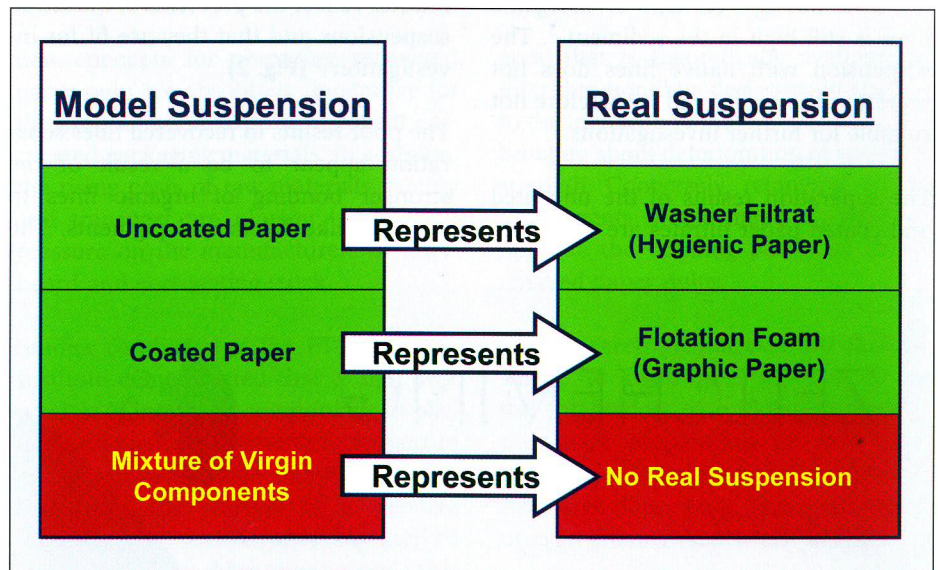 Model Suspension
Real Suspension
Uncoated Paper
Represents
Washer Filtrat
(Hygienic Paper)
Coated Paper
Represents
Flotation Foam
(Graphic Paper)
Mixture of Virgin
Components
Represents
No Real Suspension